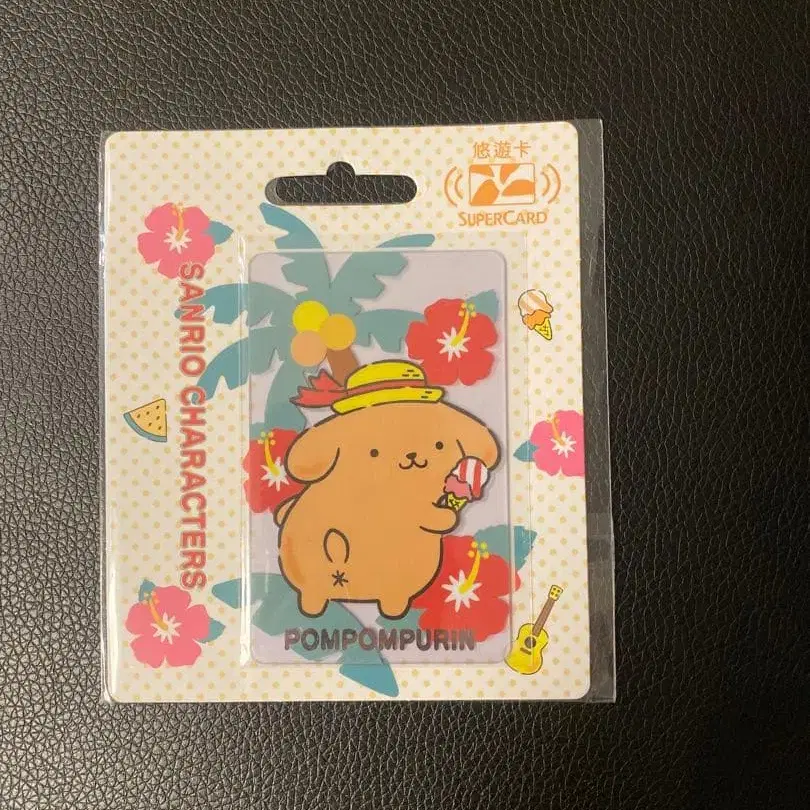 悠遊卡
SUPERCARD
SANRIO CHARACTERS
POMPOMPURIN